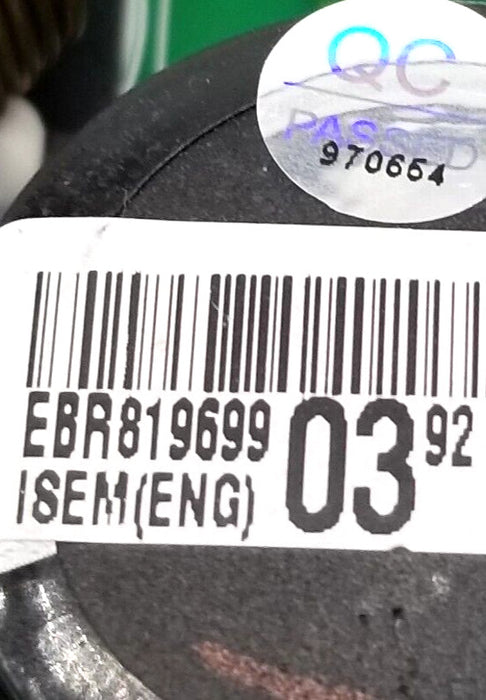 QC
PASSED
970654
EBR819699 03 92
ISEM(ENG)